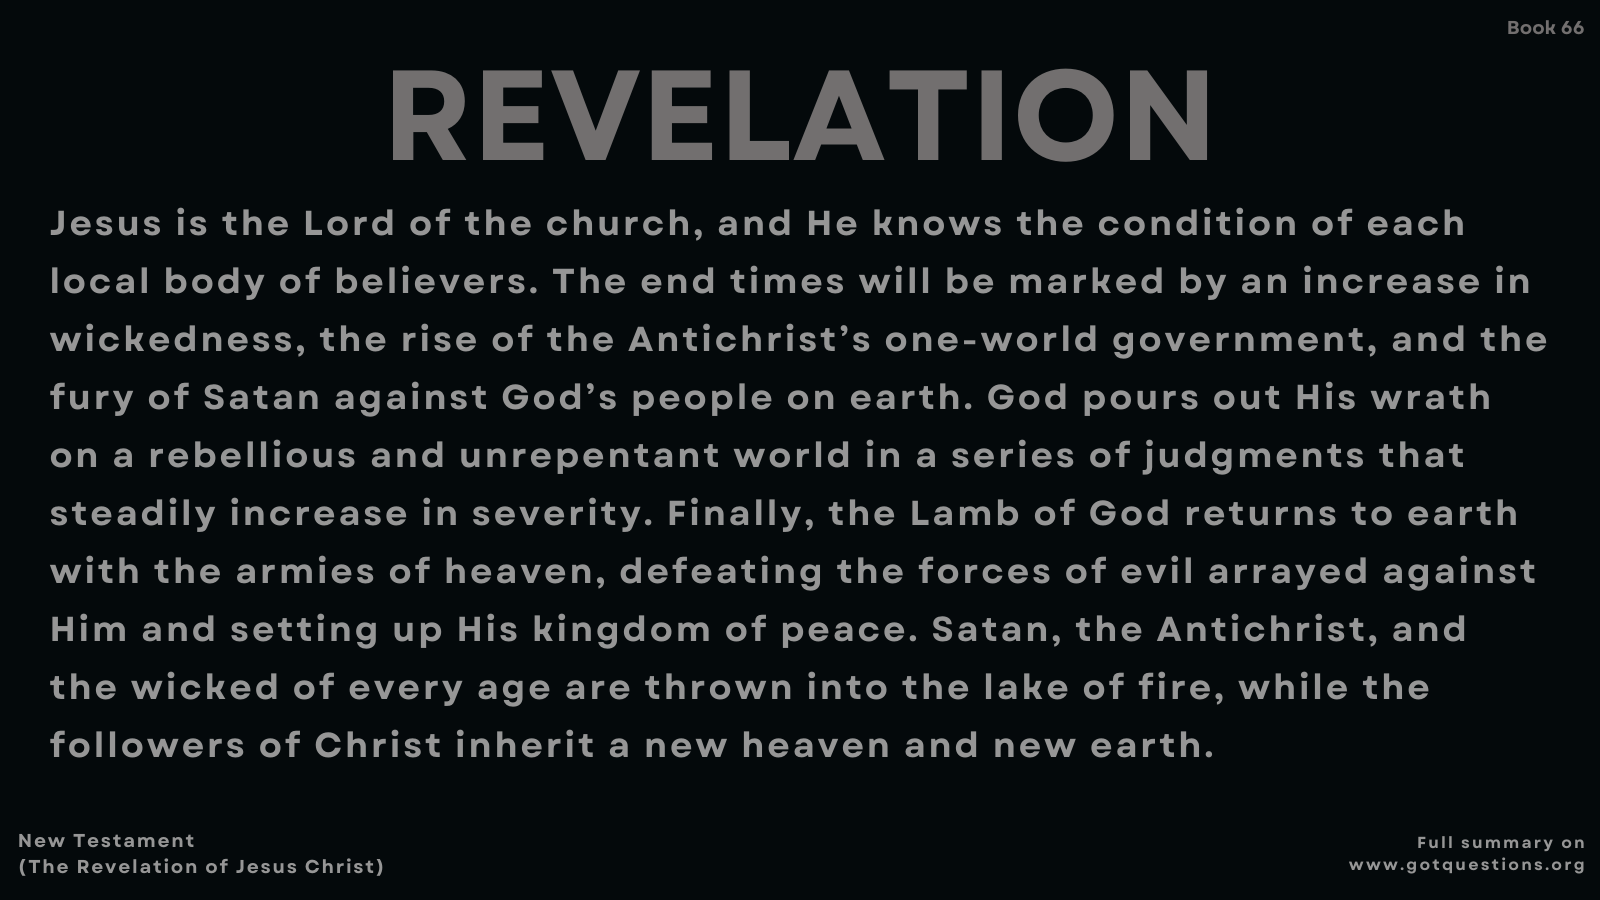 Book 66
REVELATION
Jesus is the Lord of the church, and He knows the condition of each
local body of believers. The end times will be marked by an increase in
wickedness, the rise of the Antichrist’s one-world government, and the
fury of Satan against God’s people on earth. God pours out His wrath
on a rebellious and unrepentant world in a series of judgments that
steadily increase in severity. Finally, the Lamb of God returns to earth
with the armies of heaven, defeating the forces of evil arrayed against
Him and setting up His kingdom of peace. Satan, the Antichrist, and
the wicked of every age are thrown into the lake of fire, while the
followers of Christ inherit a new heaven and new earth.
New Testament
(The Revelation of Jesus Christ)
Full summary on
www.gotquestions.org